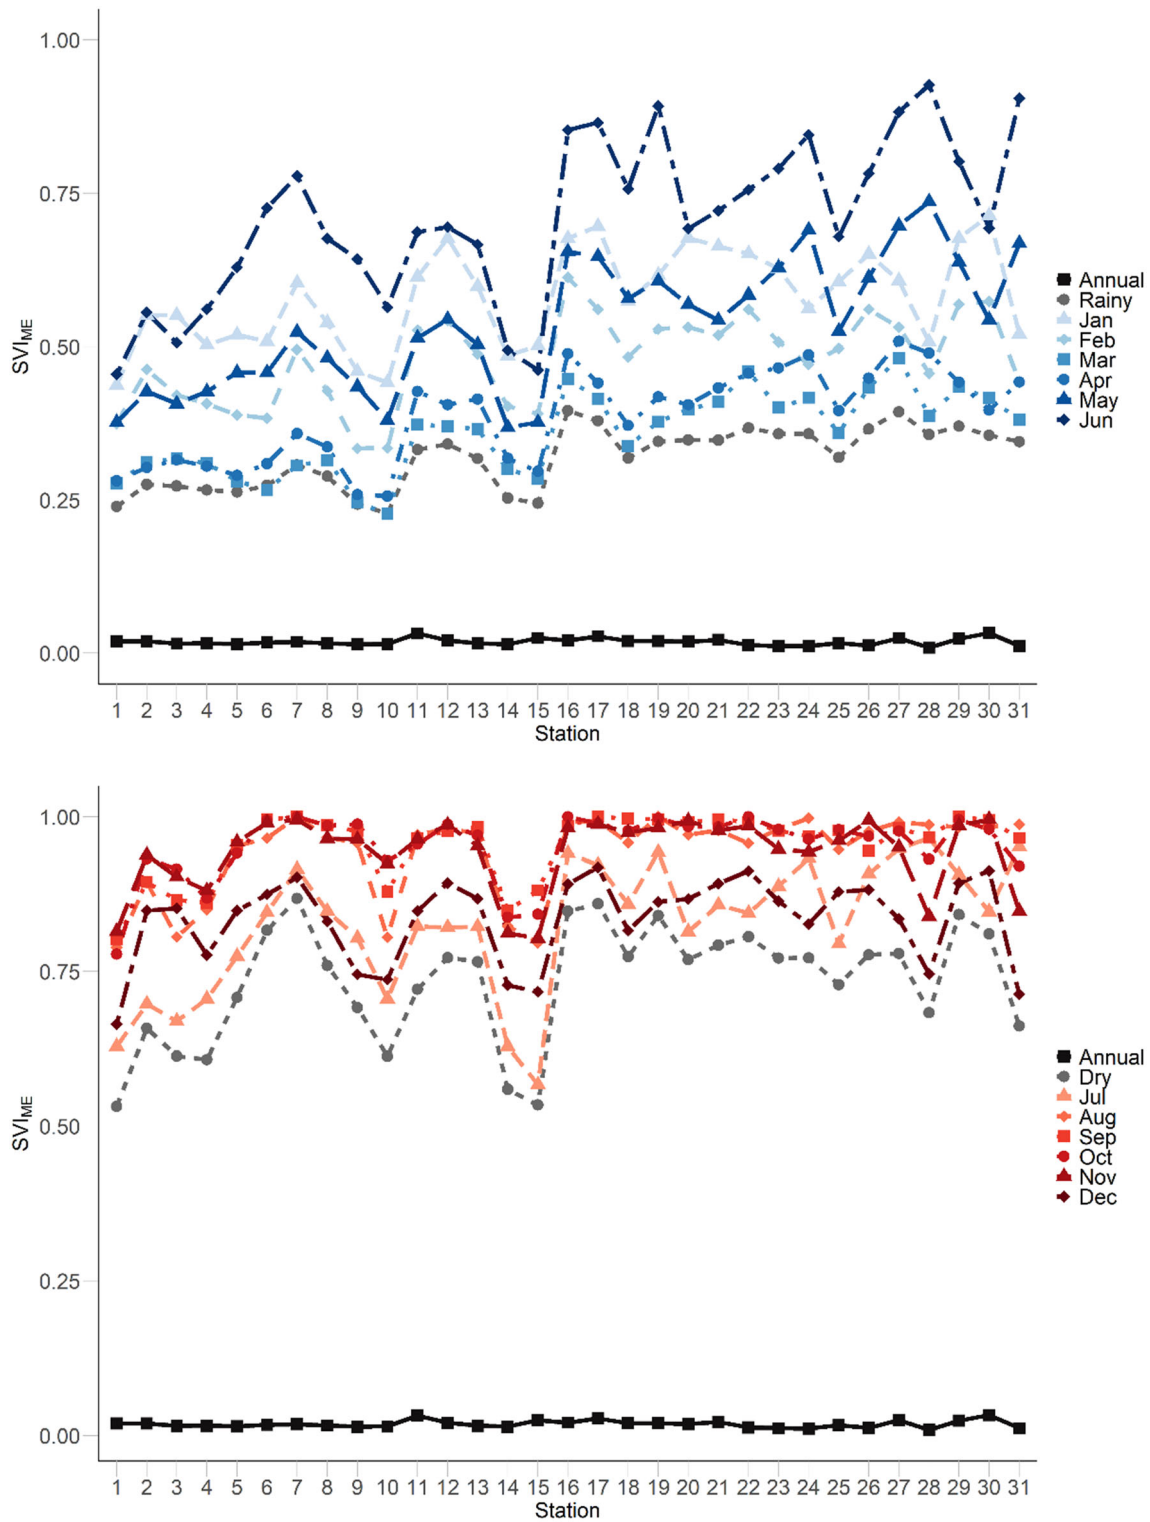 1.00
0.75
0.50
0.25
0.00
SVI_ME
1 2 3 4 5 6 7 8 9 10 11 12 13 14 15 16 17 18 19 20 21 22 23 24 25 26 27 28 29 30 31
Station
Annual
Rainy
Jan
Feb
Mar
Apr
May
Jun
1.00
0.75
0.50
0.25
0.00
SVI_ME
1 2 3 4 5 6 7 8 9 10 11 12 13 14 15 16 17 18 19 20 21 22 23 24 25 26 27 28 29 30 31
Station
Annual
Dry
Jul
Aug
Sep
Oct
Nov
Dec